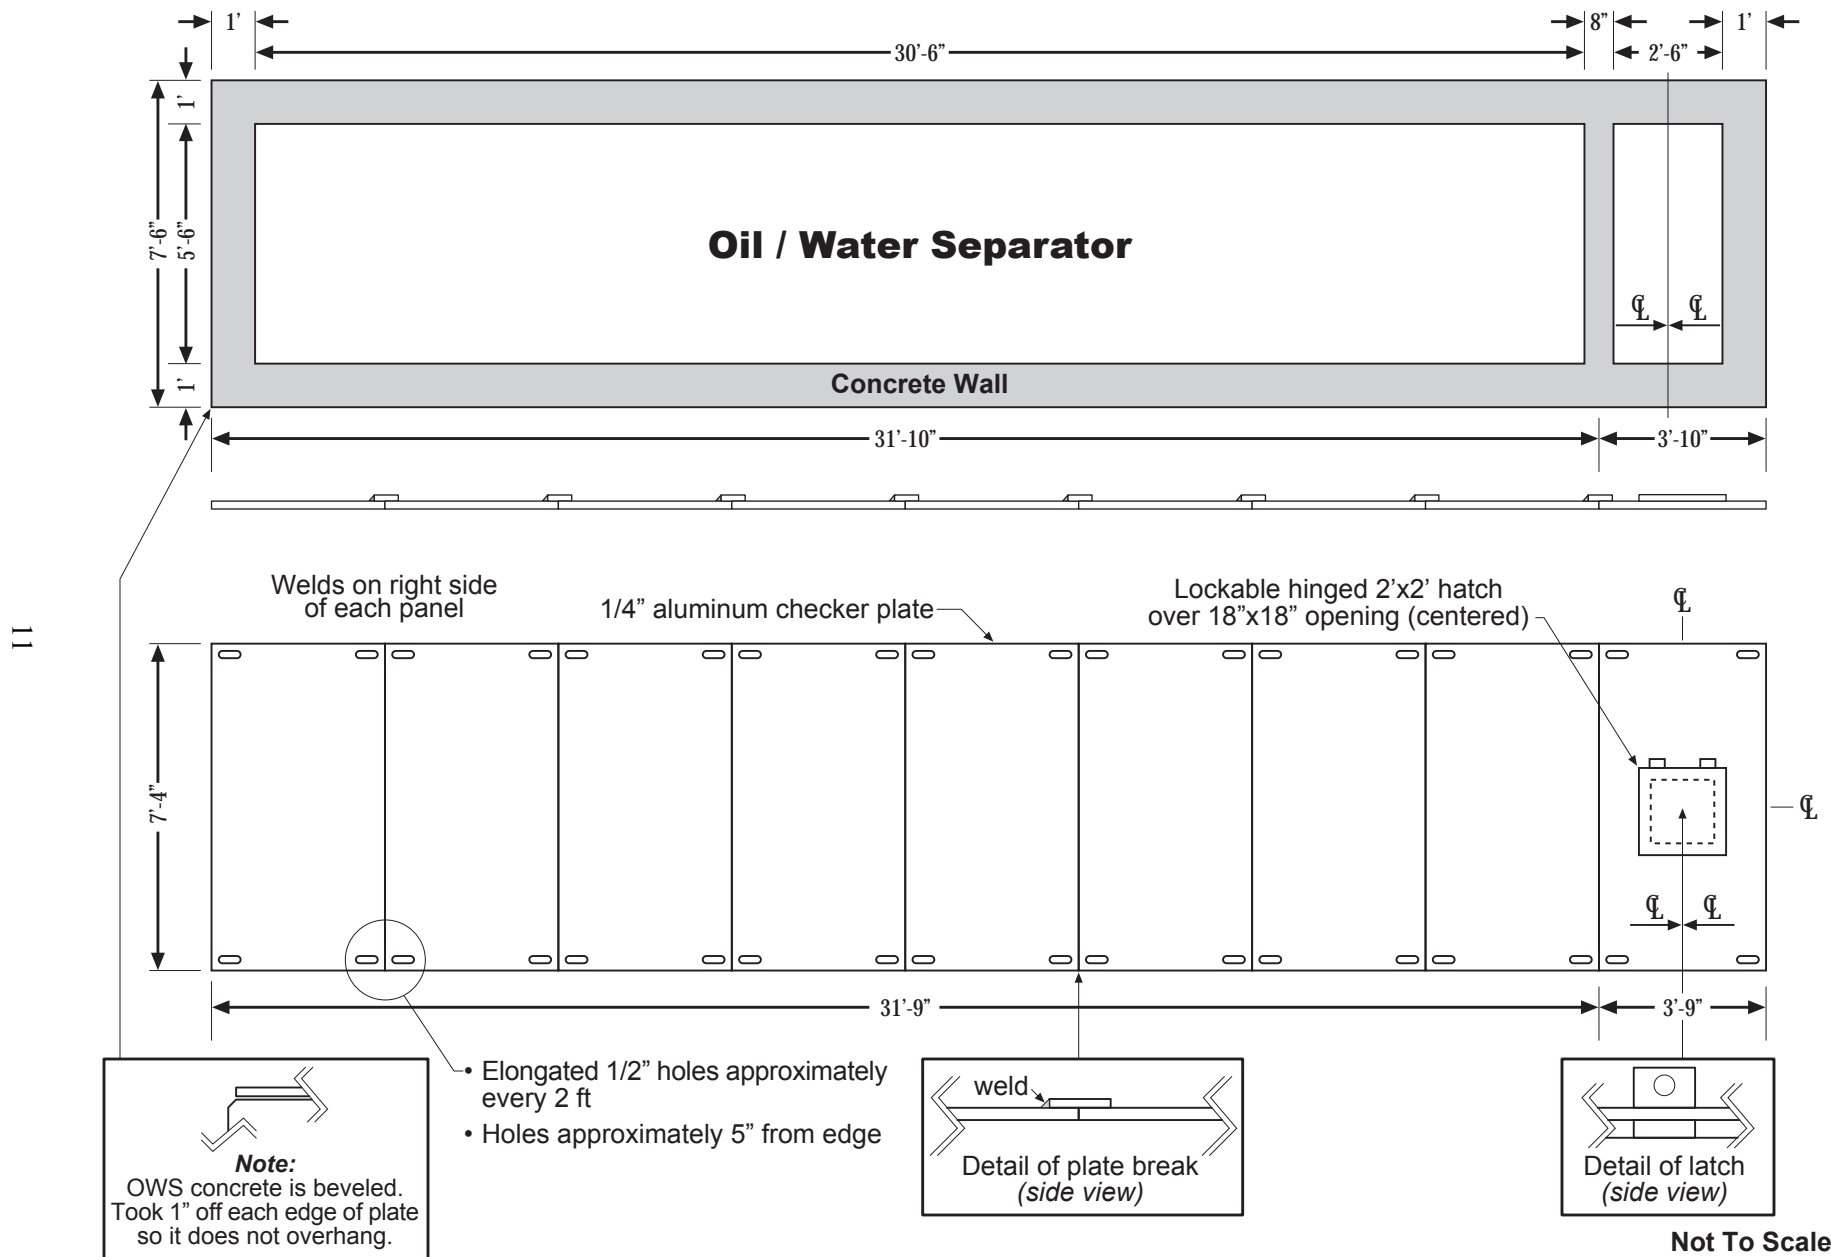 1’
8”
1’
30’-6”
2’-6”
1’
7’-6”
5’-6”
Oil / Water Separator
℄ ℄
1’
Concrete Wall
31’-10”
3’-10”
Welds on right side
of each panel
1/4” aluminum checker plate
Lockable hinged 2’x2’ hatch
over 18”x18” opening (centered)
℄
11
7’-4”
℄
℄ ℄
31’-9”
3’-9”
• Elongated 1/2” holes approximately
every 2 ft
• Holes approximately 5” from edge
Note:
OWS concrete is beveled.
Took 1” off each edge of plate
so it does not overhang.
weld
Detail of plate break
(side view)
Detail of latch
(side view)
Not To Scale